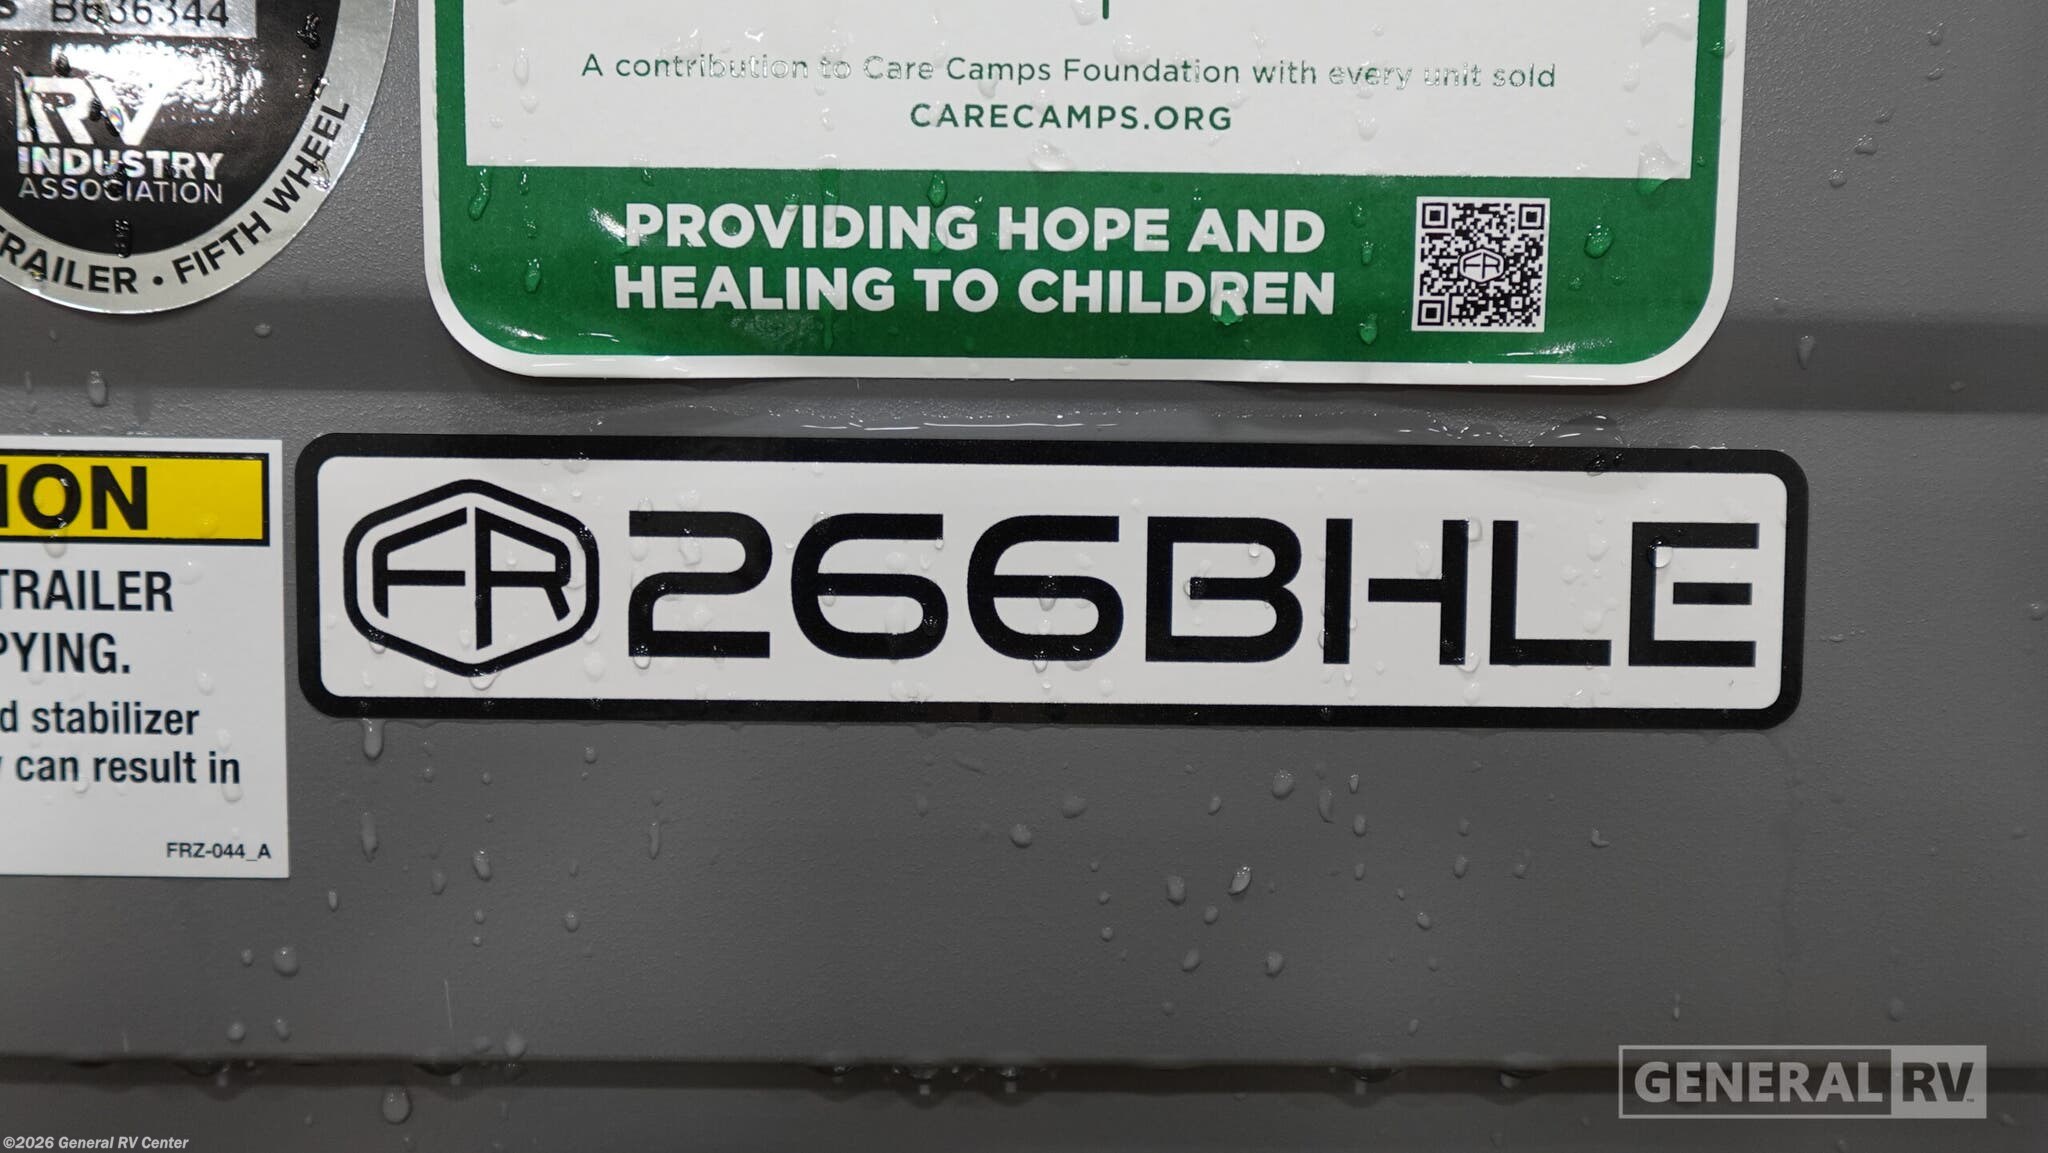 B636344
RV
INDUSTRY
ASSOCIATION
RAILER • FIFTH WHEEL
A contribution to Care Camps Foundation with every unit sold
CARECAMPS.ORG
PROVIDING HOPE AND
HEALING TO CHILDREN
FR
ION
TRAILER
PYING.
d stabilizer
can result in
FRZ-044_A
FR 266BHLE
GENERAL RV
©2026 General RV Center